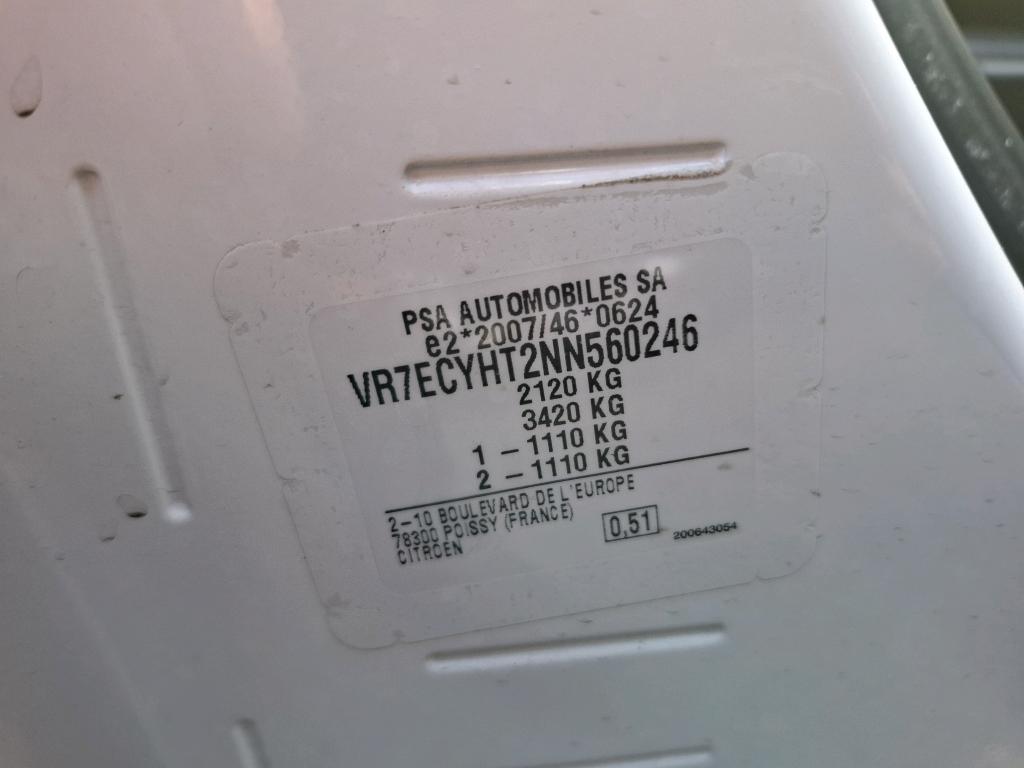 PSA AUTOMOBILES SA
e2*2007/46*0624
VR7ECYHT2NN560246
2120 KG
3420 KG
1 - 1110 KG
2 - 1110 KG
2-10 BOULEVARD DE L'EUROPE
78300 POISSY (FRANCE)
CITROEN
0,51
200643054